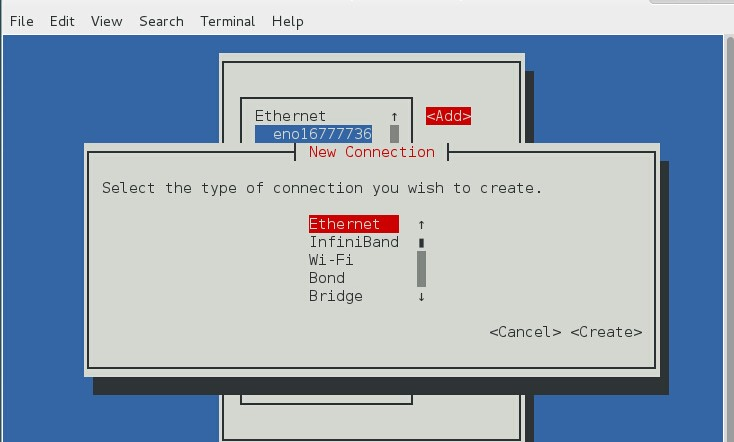 File Edit View Search Terminal Help
Ethernet ↑ <Add>
eno16777736
New Connection
Select the type of connection you wish to create.
Ethernet ↑
InfiniBand
Wi-Fi
Bond
Bridge ↓
<Cancel> <Create>